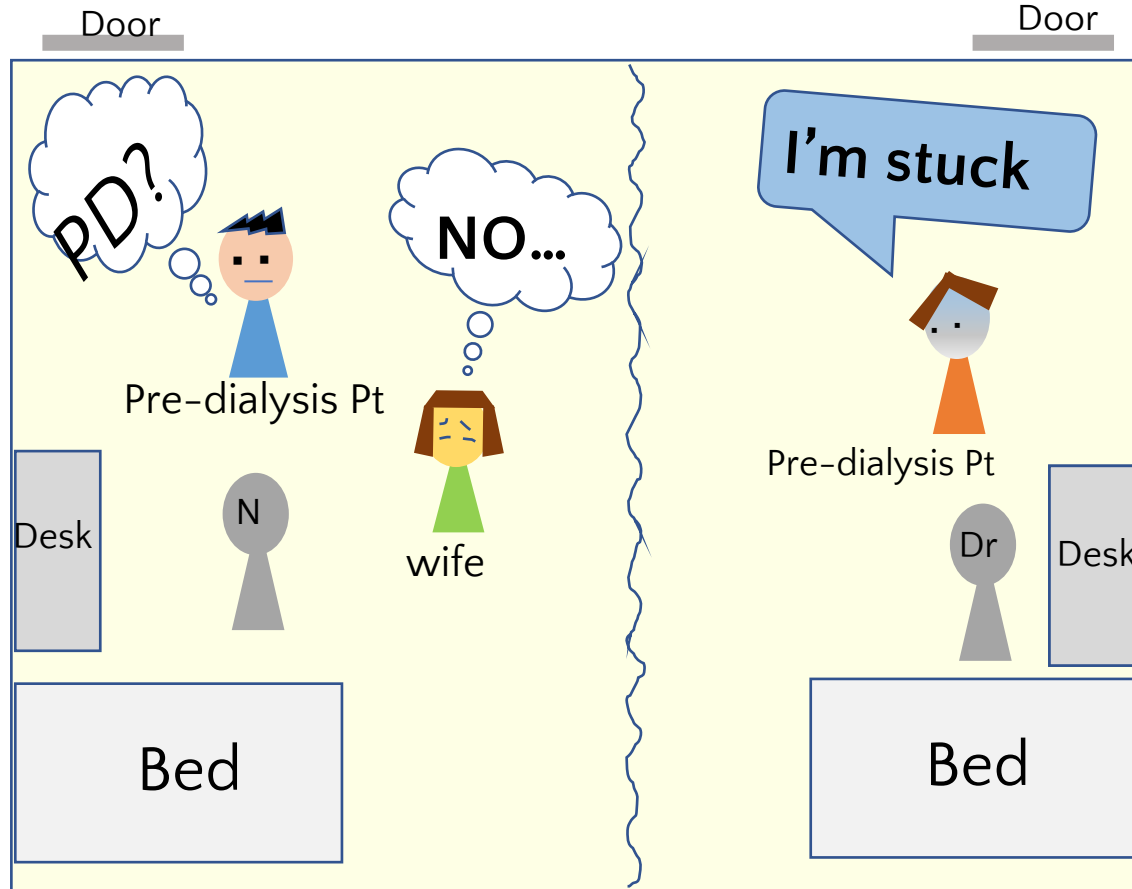 Door
Door
PD?
NO...
I'm stuck
Pre-dialysis Pt
wife
Pre-dialysis Pt
N
Desk
Dr
Desk
Bed
Bed